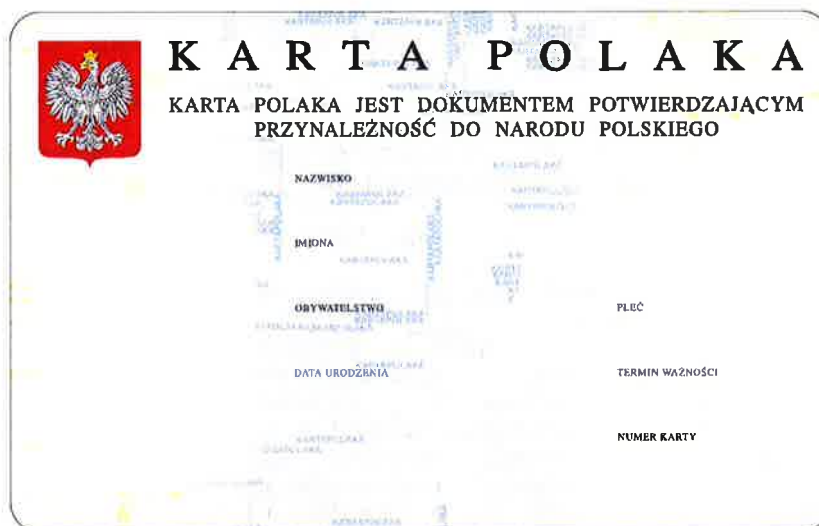 KARTA POLAKA
KARTA POLAKA JEST DOKUMENTEM POTWIERDZAJĄCYM
PRZYNALEŻNOŚĆ DO NARODU POLSKIEGO
NAZWISKO
IMIONA
OBYWATELSTWO
PŁEĆ
DATA URODZENIA
TERMIN WAŻNOŚCI
NUMER KARTY